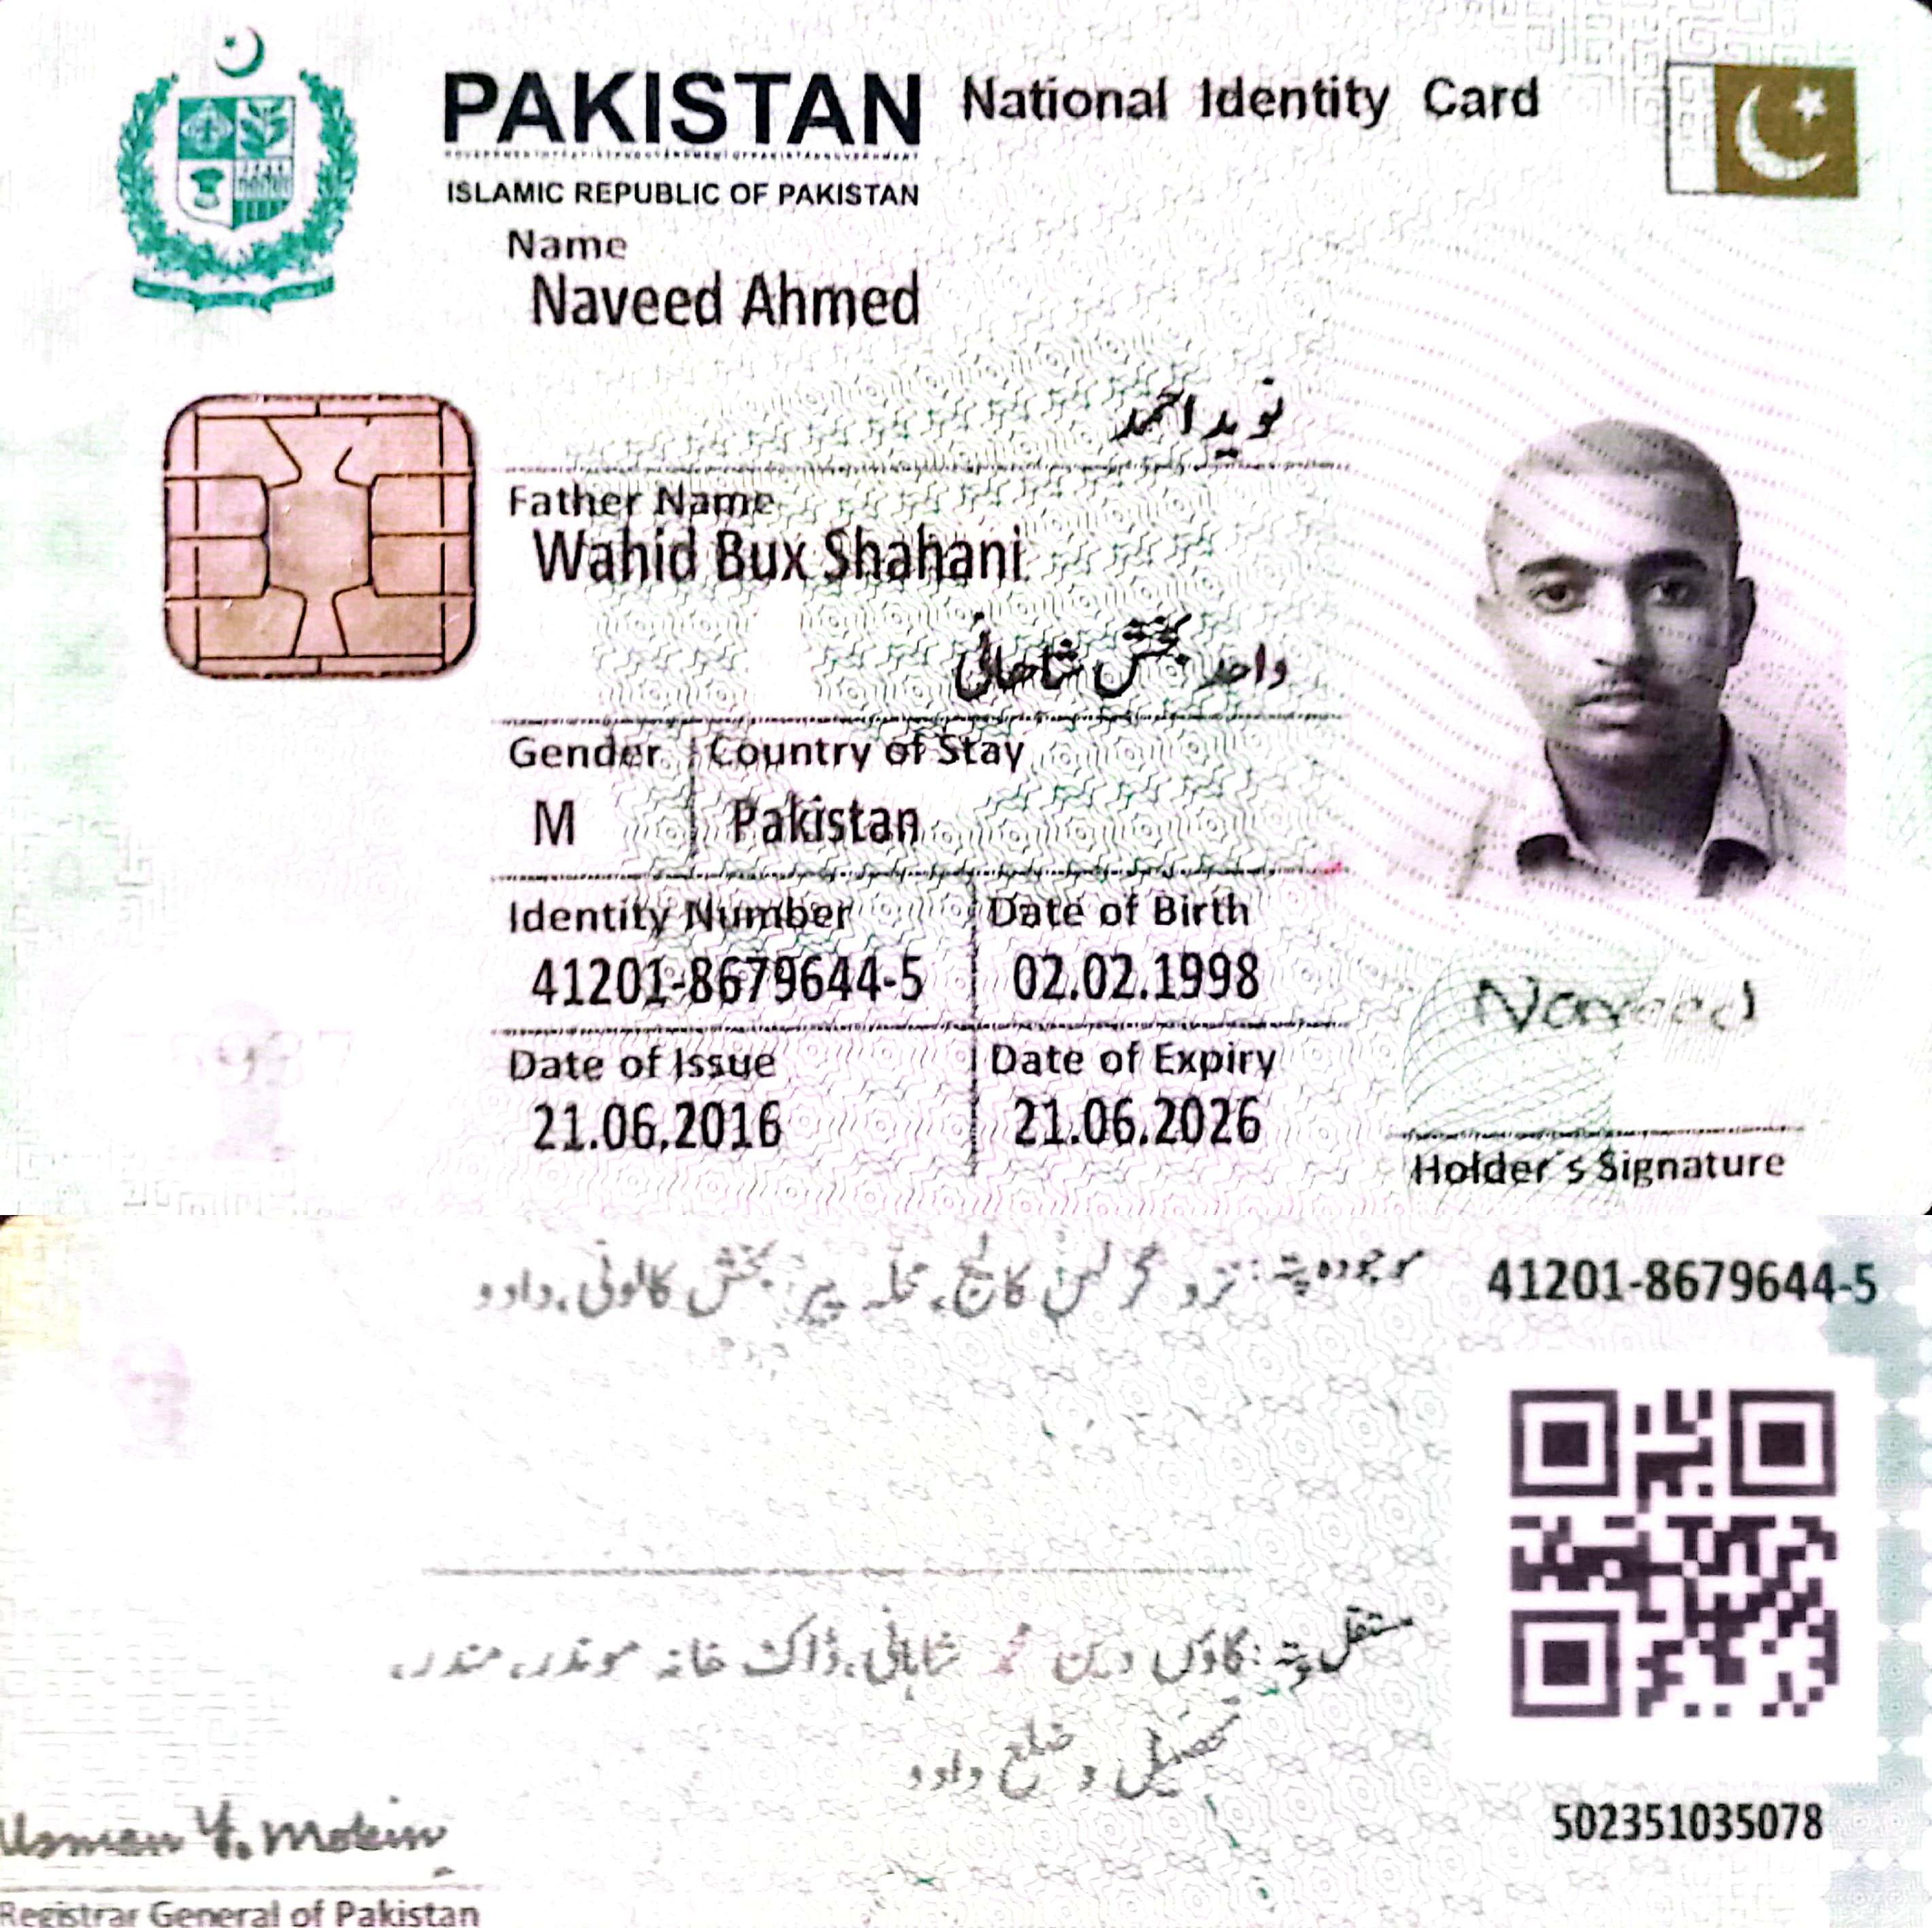 PAKISTAN National Identity Card
ISLAMIC REPUBLIC OF PAKISTAN
Name
Naveed Ahmed
نوید احمد
Father Name
Wahid Bux Shahani
واحد بخش شاھانی
Gender Country of Stay
M Pakistan
Identity Number Date of Birth
41201-8679644-5 02.02.1998
Date of Issue Date of Expiry
21.06.2016 21.06.2026
Naveed
Holder's Signature
41201-8679644-5
موجودہ پتہ: نزد گرلس کالج، محلہ پیر بخش کالونی، دادو
مستقل پتہ: گاؤں دین محمد شاہانی، ڈاک خانہ موندر، مندر،
تحصیل و ضلع دادو
502351035078
Usman Y. Mobin
Registrar General of Pakistan